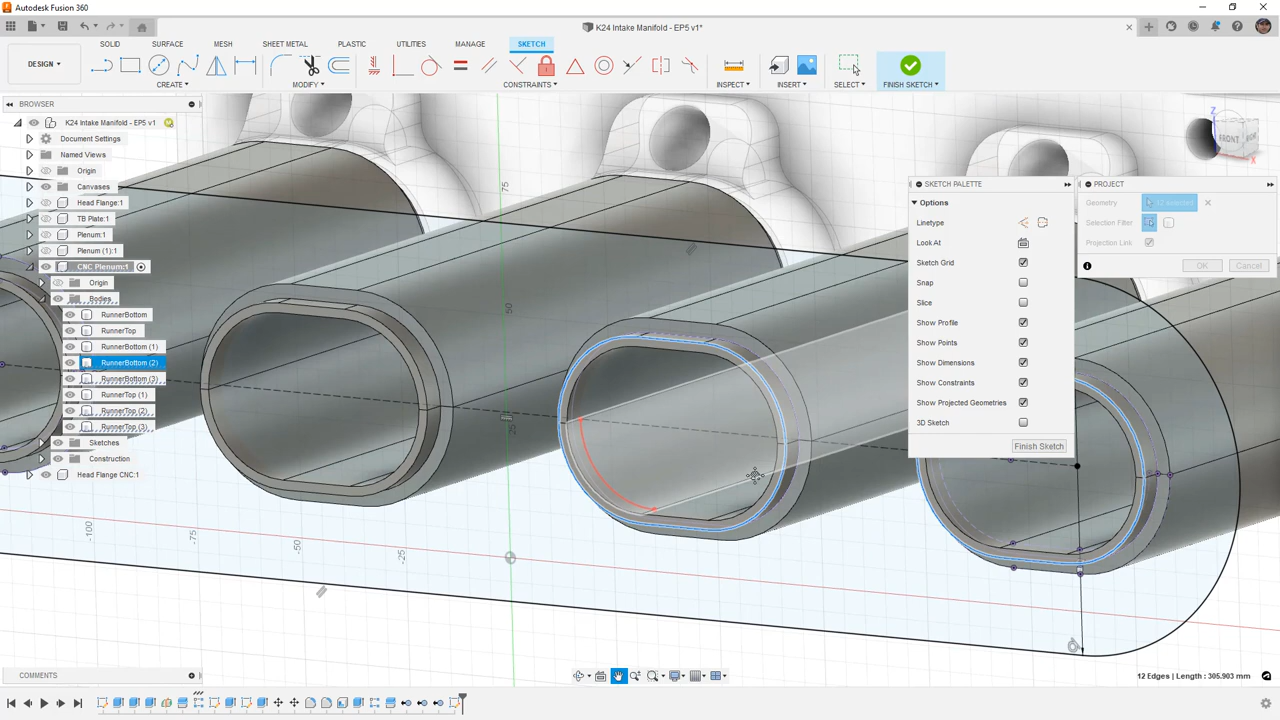 Autodesk Fusion 360
K24 Intake Manifold - EP5 v1*
SOLID SURFACE MESH SHEET METAL PLASTIC UTILITIES MANAGE SKETCH
DESIGN
CREATE MODIFY CONSTRAINTS INSPECT INSERT SELECT FINISH SKETCH
BROWSER
K24 Intake Manifold - EP5 v1
Document Settings
Named Views
Origin
Canvases
Head Flange:1
TB Plate:1
Plenum:1
Plenum (1):1
CNC Plenum:1
Origin
Bodies
RunnerBottom
RunnerTop
RunnerBottom (1)
RunnerBottom (2)
RunnerBottom (3)
RunnerTop (1)
RunnerTop (2)
RunnerTop (3)
Sketches
Construction
Head Flange CNC:1
Z
FRONT
X
SKETCH PALETTE
Options
Linetype
Look At
Sketch Grid
Snap
Slice
Show Profile
Show Points
Show Dimensions
Show Constraints
Show Projected Geometries
3D Sketch
Finish Sketch
PROJECT
Geometry 12 selected
Selection Filter
Projection Link
OK Cancel
75
50
25
-100
-75
-50
-25
COMMENTS
12 Edges | Length : 305.903 mm